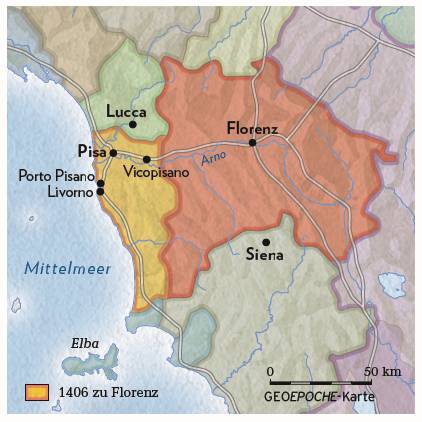 Lucca
Florenz
Pisa
Arno
Vicopisano
Porto Pisano
Livorno
Siena
Mittelmeer
Elba
0 50 km
1406 zu Florenz
GEOEPOCHE-Karte